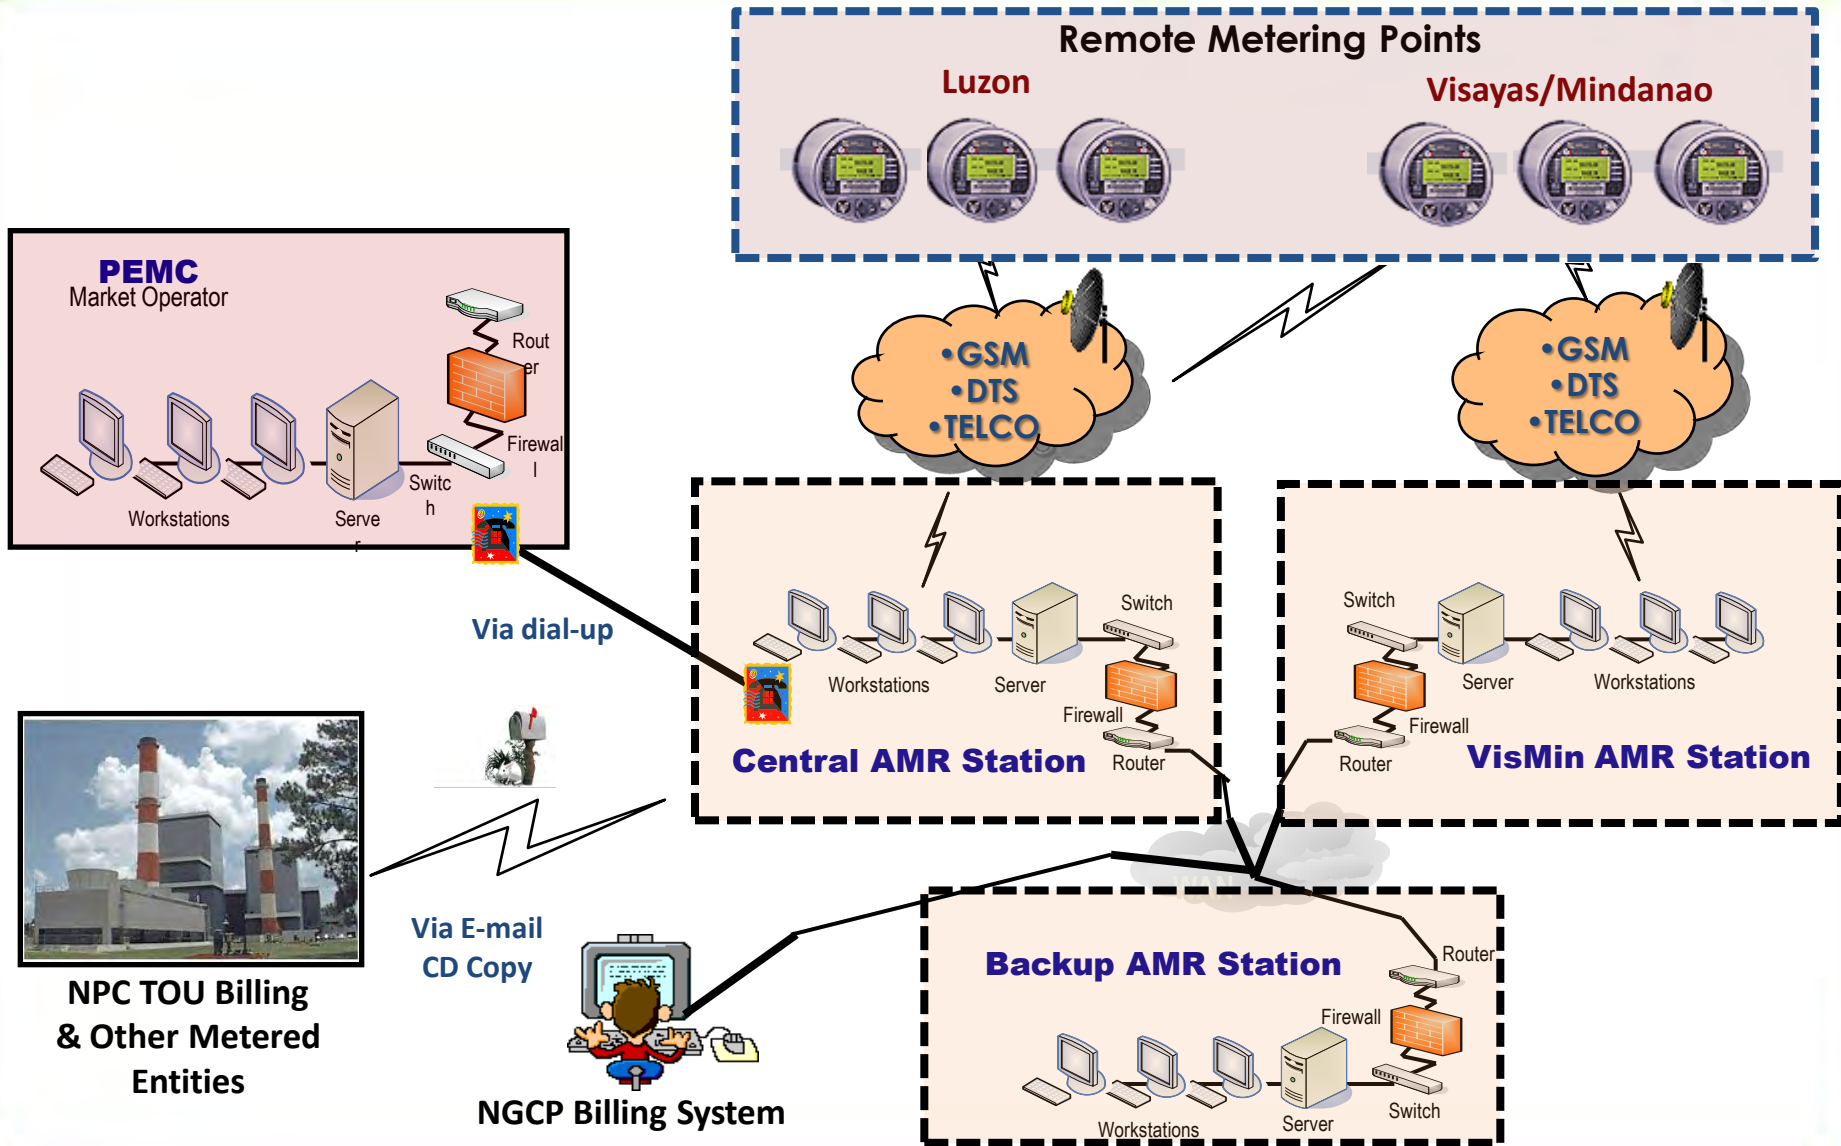 Remote Metering Points
Luzon
Visayas/Mindanao
PEMC
Market Operator
Rout
er
Firewal
l
Switc
h
Workstations
Serve
r
•GSM
•DTS
•TELCO
•GSM
•DTS
•TELCO
Via dial-up
Switch
Workstations
Server
Firewall
Router
Central AMR Station
Switch
Server
Workstations
Firewall
Router
VisMin AMR Station
WAN
Via E-mail
CD Copy
NPC TOU Billing
& Other Metered
Entities
NGCP Billing System
Backup AMR Station
Router
Firewall
Switch
Server
Workstations